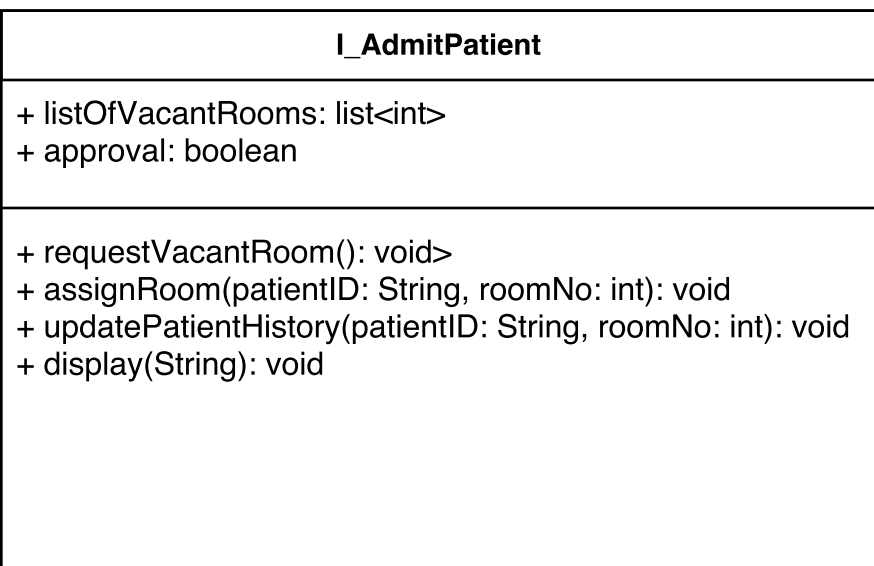 I_AdmitPatient
+ listOfVacantRooms: list<int>
+ approval: boolean
+ requestVacantRoom(): void>
+ assignRoom(patientID: String, roomNo: int): void
+ updatePatientHistory(patientID: String, roomNo: int): void
+ display(String): void